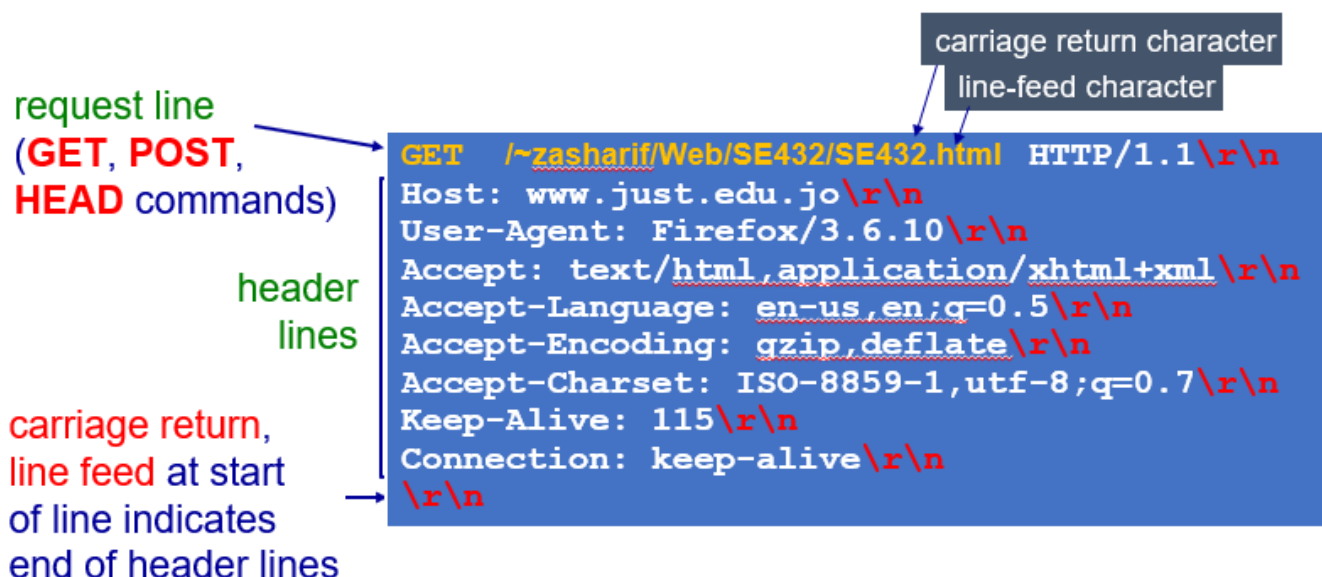 carriage return character
line-feed character
request line
(GET, POST,
HEAD commands)
header
lines
carriage return,
line feed at start
of line indicates
end of header lines
GET /~zasharif/Web/SE432/SE432.html HTTP/1.1\r\n
Host: www.just.edu.jo\r\n
User-Agent: Firefox/3.6.10\r\n
Accept: text/html,application/xhtml+xml\r\n
Accept-Language: en-us,en;q=0.5\r\n
Accept-Encoding: gzip,deflate\r\n
Accept-Charset: ISO-8859-1,utf-8;q=0.7\r\n
Keep-Alive: 115\r\n
Connection: keep-alive\r\n
\r\n